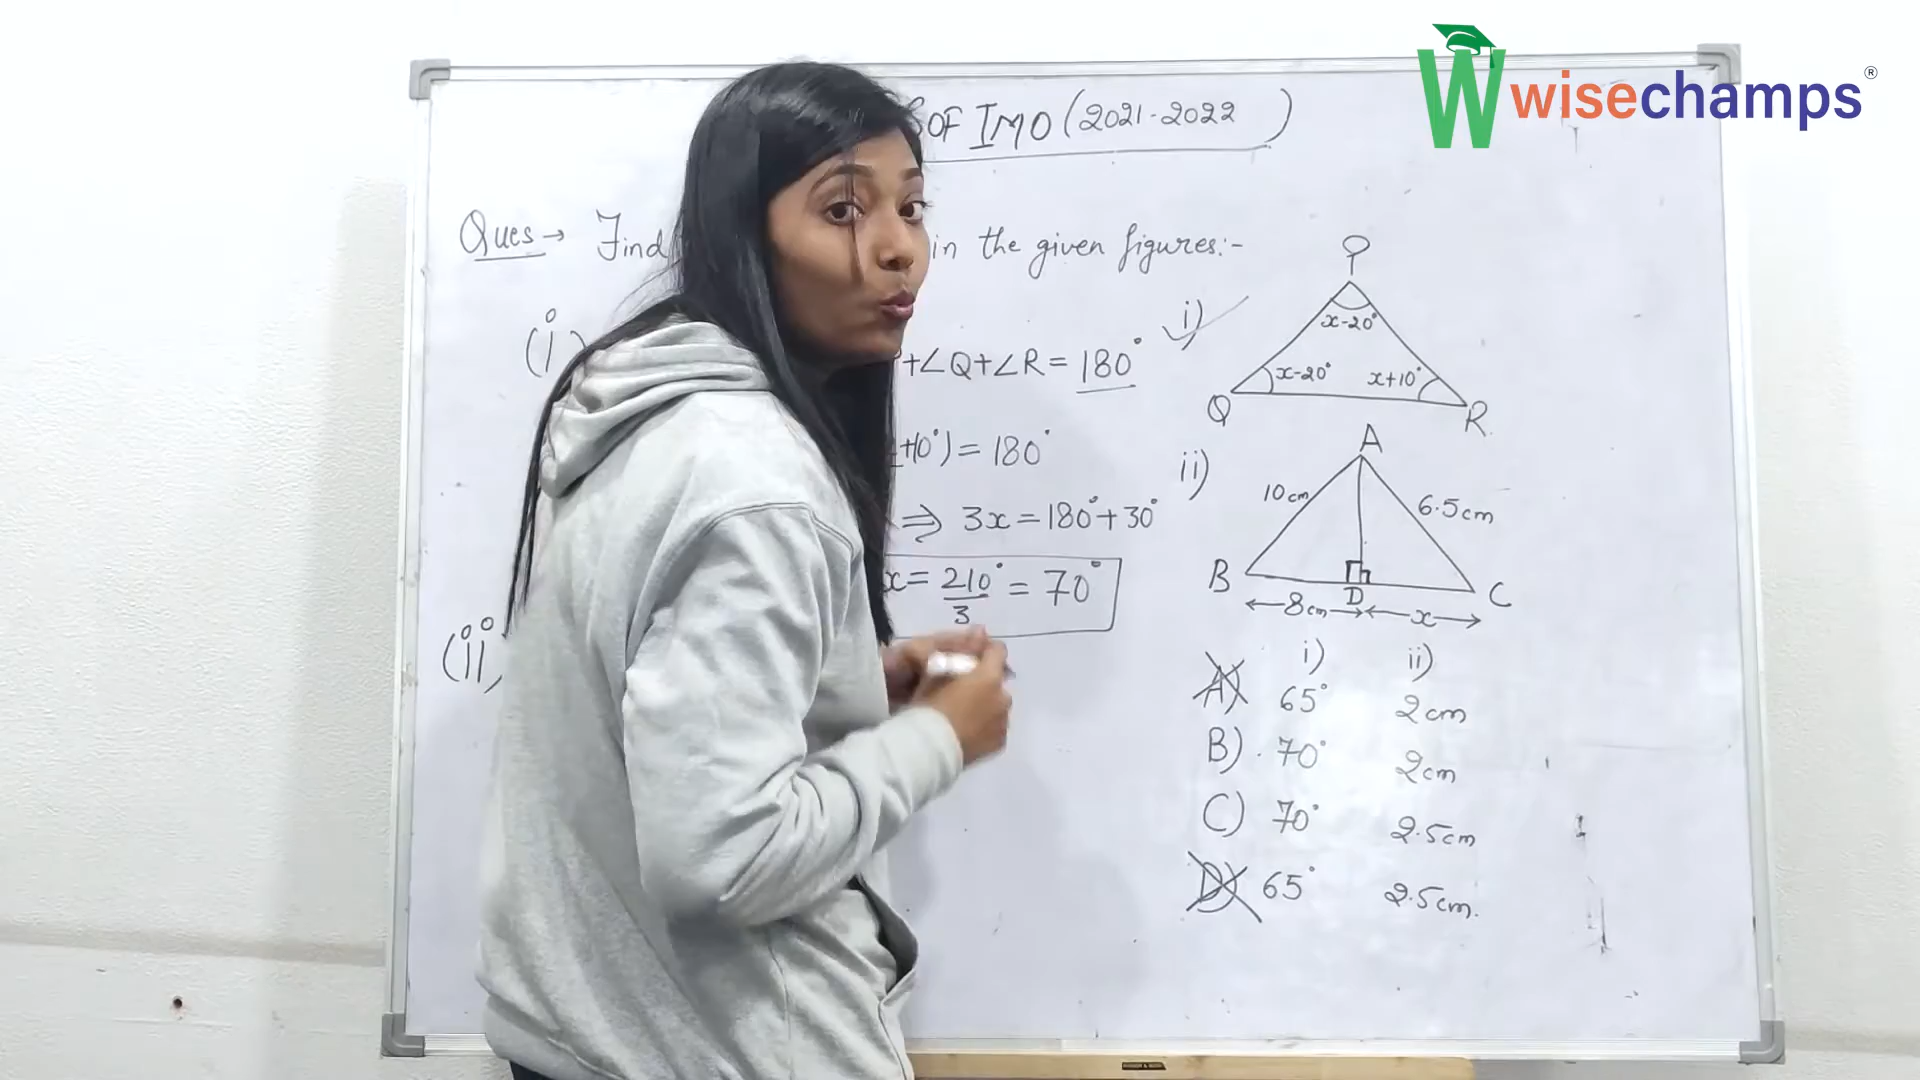 wisechamps®
SOF IMO (2021-2022)
Ques → Find in the given figures:-
(i)
+∠Q+∠R = 180°
+10°) = 180°
⇒ 3x = 180°+30°
x = 210°/3 = 70°
(ii)
i)
P
x-20°
x-20° x+10°
Q R
ii)
A
10cm 6.5cm
B D C
8cm x
i) ii)
A) 65° 2cm
B) 70° 2cm
C) 70° 2.5cm
D) 65° 2.5cm.